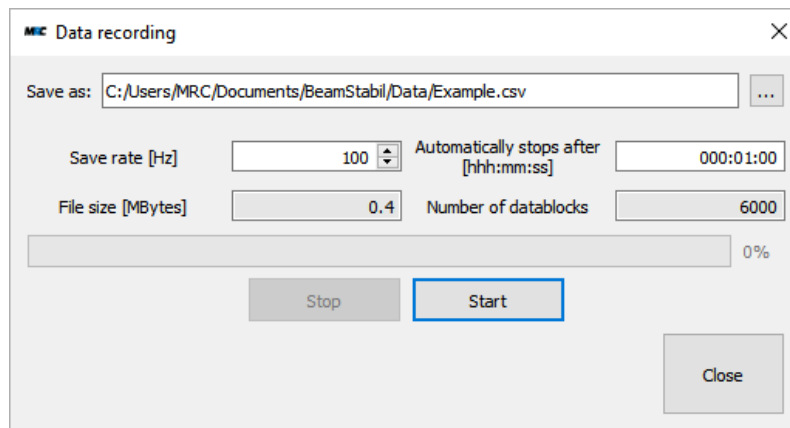 MRC Data recording
Save as: C:/Users/MRC/Documents/BeamStabil/Data/Example.csv ...
Save rate [Hz] 100 Automatically stops after [hhh:mm:ss] 000:01:00
File size [MBytes] 0.4 Number of datablocks 6000
0%
Stop Start
Close